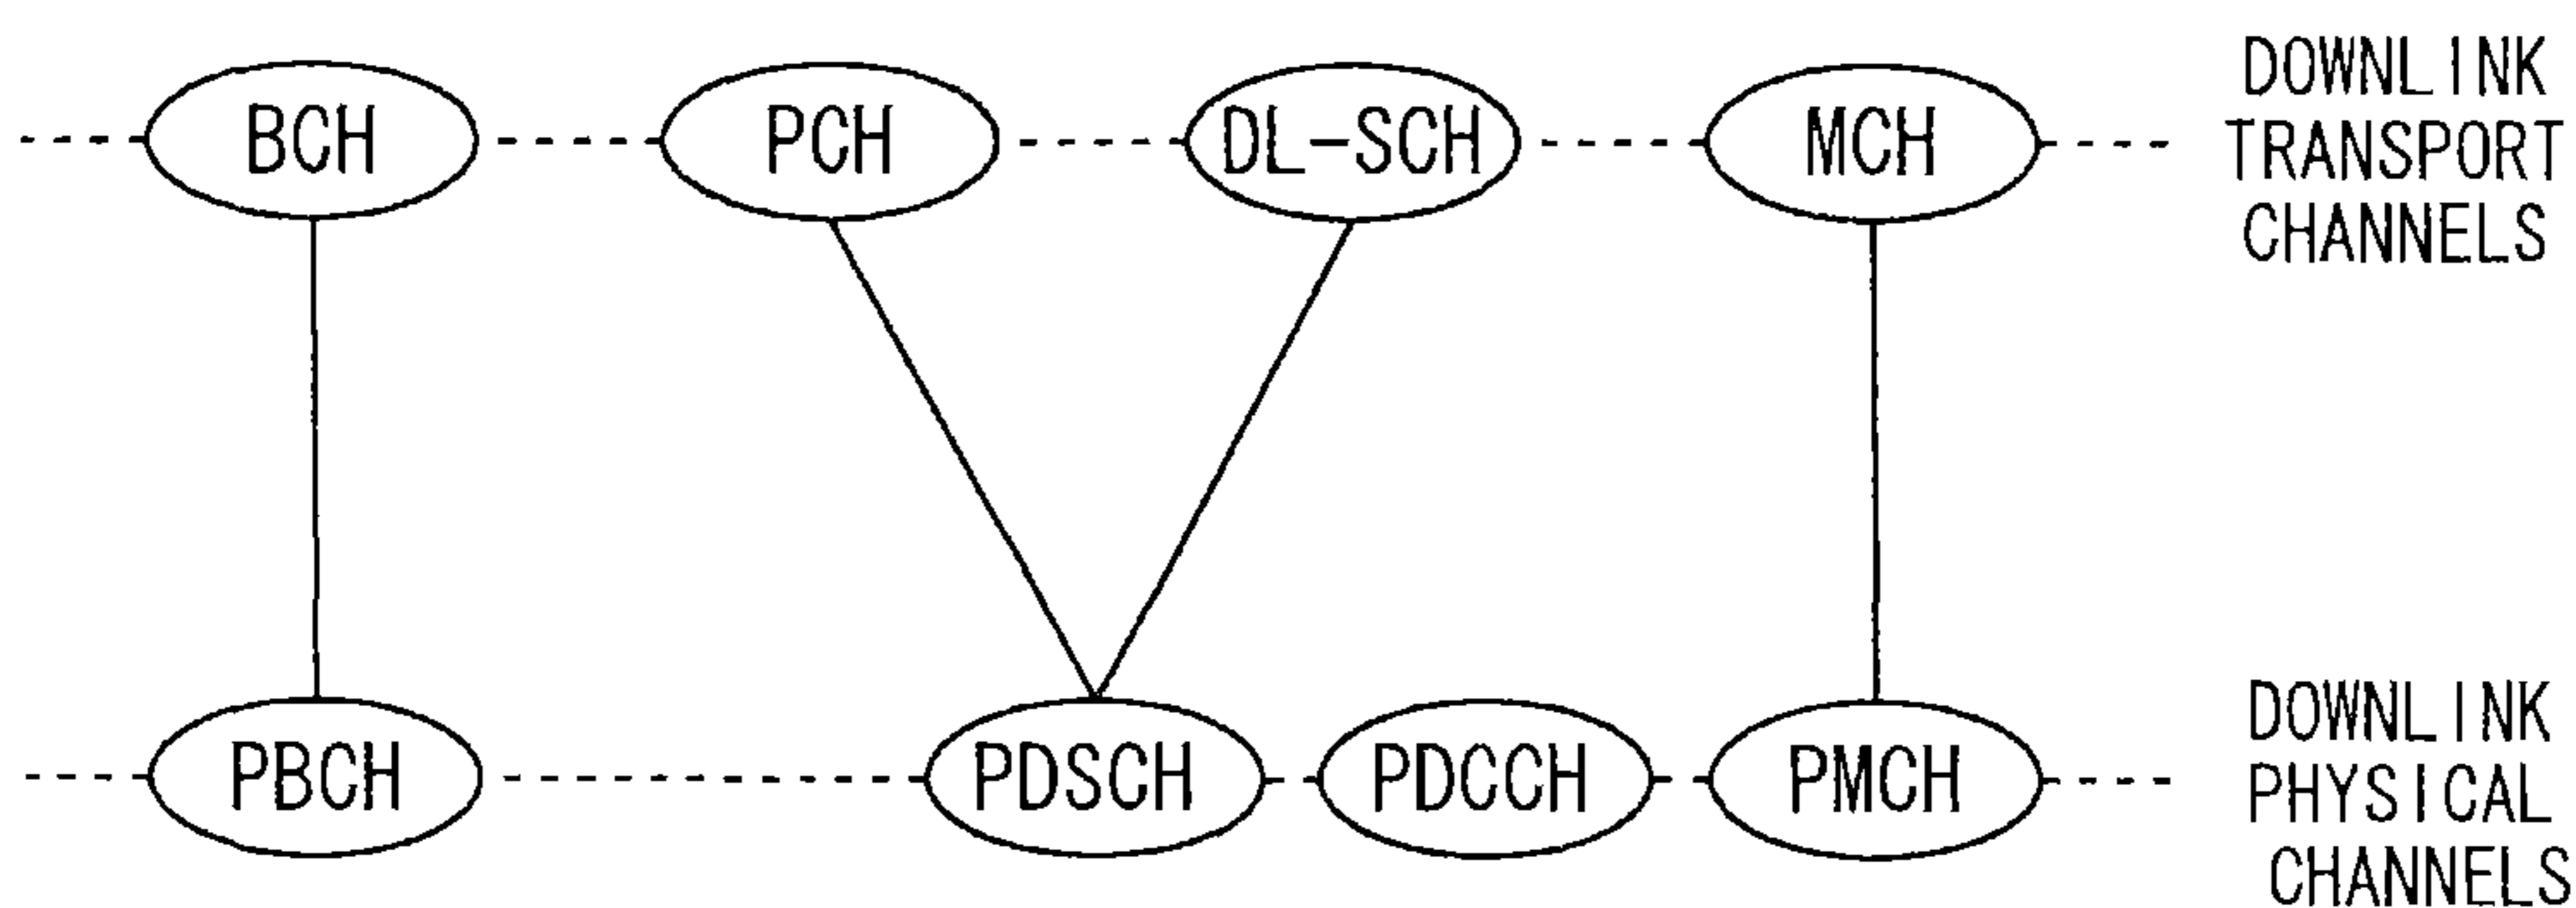 BCH PCH DL-SCH MCH
DOWNLINK
TRANSPORT
CHANNELS
PBCH PDSCH PDCCH PMCH
DOWNLINK
PHYSICAL
CHANNELS